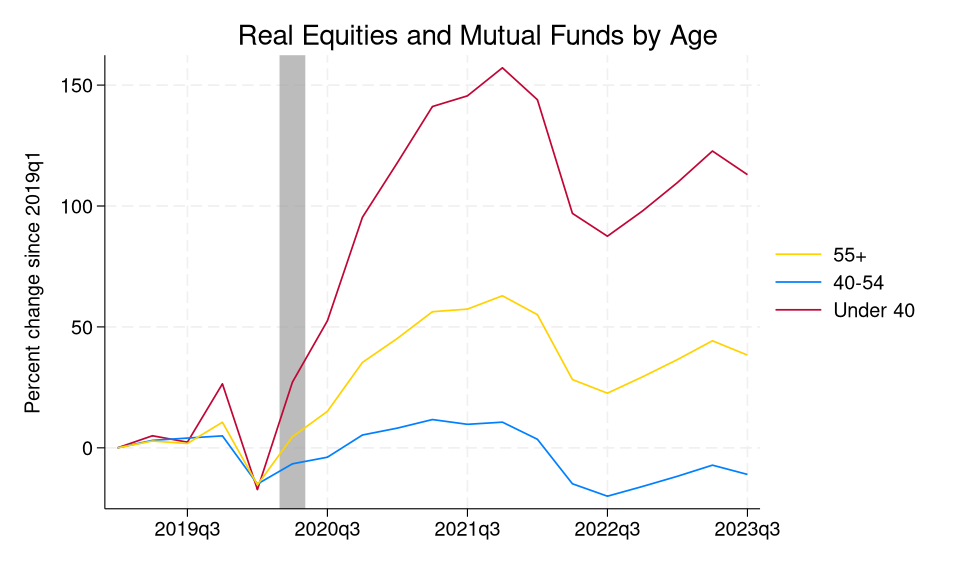 Real Equities and Mutual Funds by Age
Percent change since 2019q1
150
100
50
0
2019q3
2020q3
2021q3
2022q3
2023q3
55+
40-54
Under 40